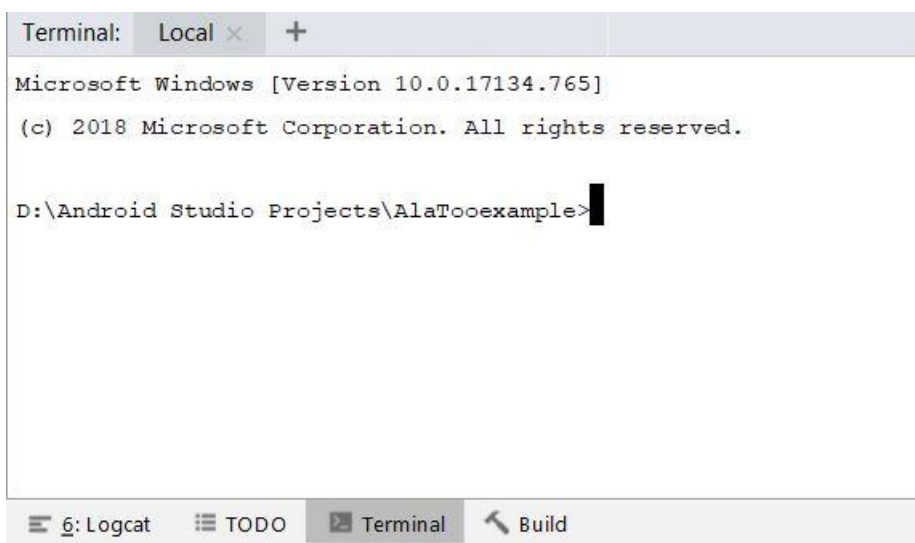 Terminal: Local × +
Microsoft Windows [Version 10.0.17134.765]
(c) 2018 Microsoft Corporation. All rights reserved.
D:\Android Studio Projects\AlaTooexample>
6: Logcat TODO Terminal Build